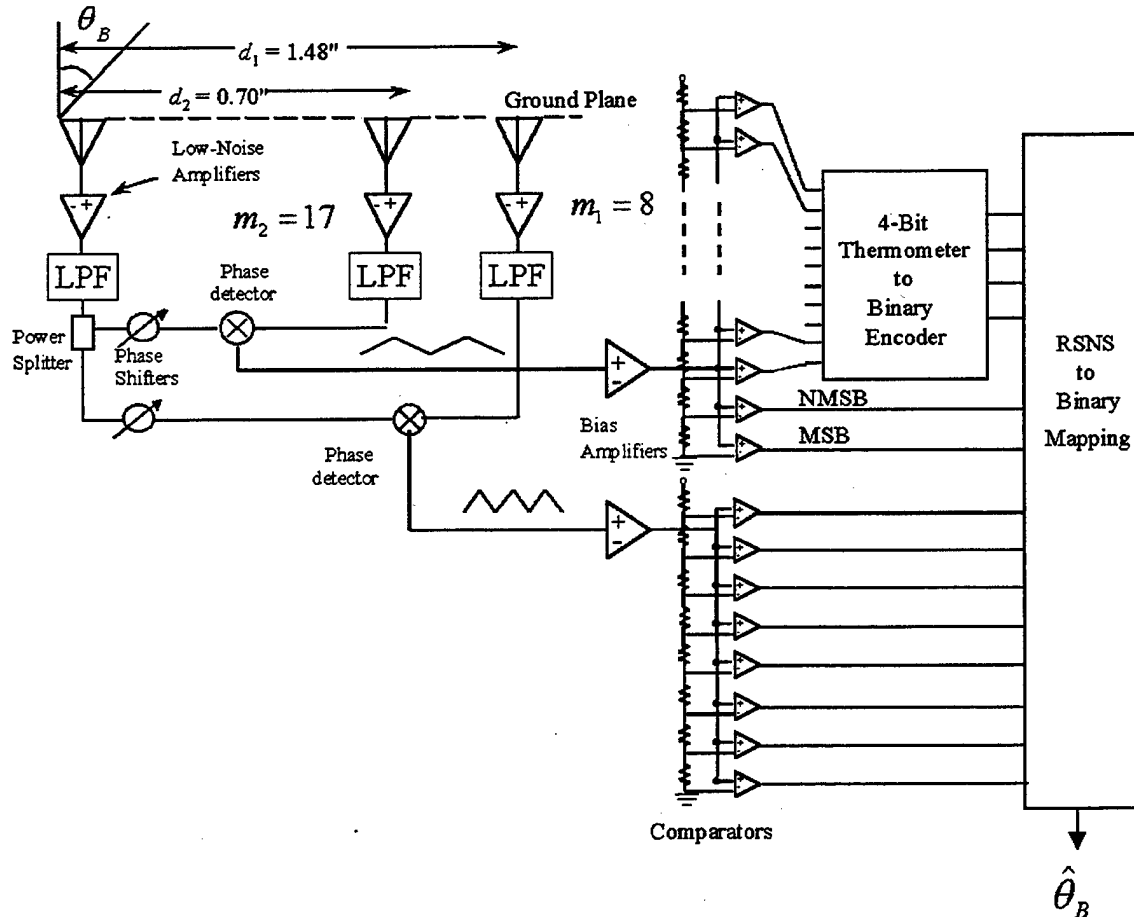 θ_B
d₁ = 1.48"
d₂ = 0.70"
Ground Plane
Low-Noise
Amplifiers
- +
- +
- +
m₂ = 17
m₁ = 8
LPF
LPF
LPF
Phase
detector
Power
Splitter
Phase
Shifters
Phase
detector
+
-
Bias
Amplifiers
+
-
4-Bit
Thermometer
to
Binary
Encoder
NMSB
MSB
RSNS
to
Binary
Mapping
Comparators
θ̂_B